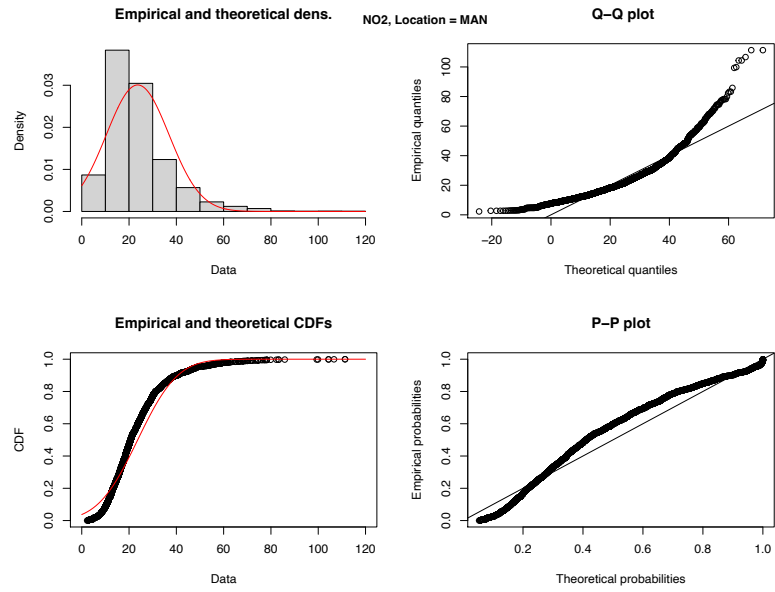 NO2, Location = MAN
Empirical and theoretical dens.
Density
0.00 0.01 0.02 0.03
0 20 40 60 80 100 120
Data
Q−Q plot
Empirical quantiles
0 20 40 60 80 100
−20 0 20 40 60
Theoretical quantiles
Empirical and theoretical CDFs
CDF
0.0 0.2 0.4 0.6 0.8 1.0
0 20 40 60 80 100 120
Data
P−P plot
Empirical probabilities
0.0 0.2 0.4 0.6 0.8 1.0
0.2 0.4 0.6 0.8 1.0
Theoretical probabilities